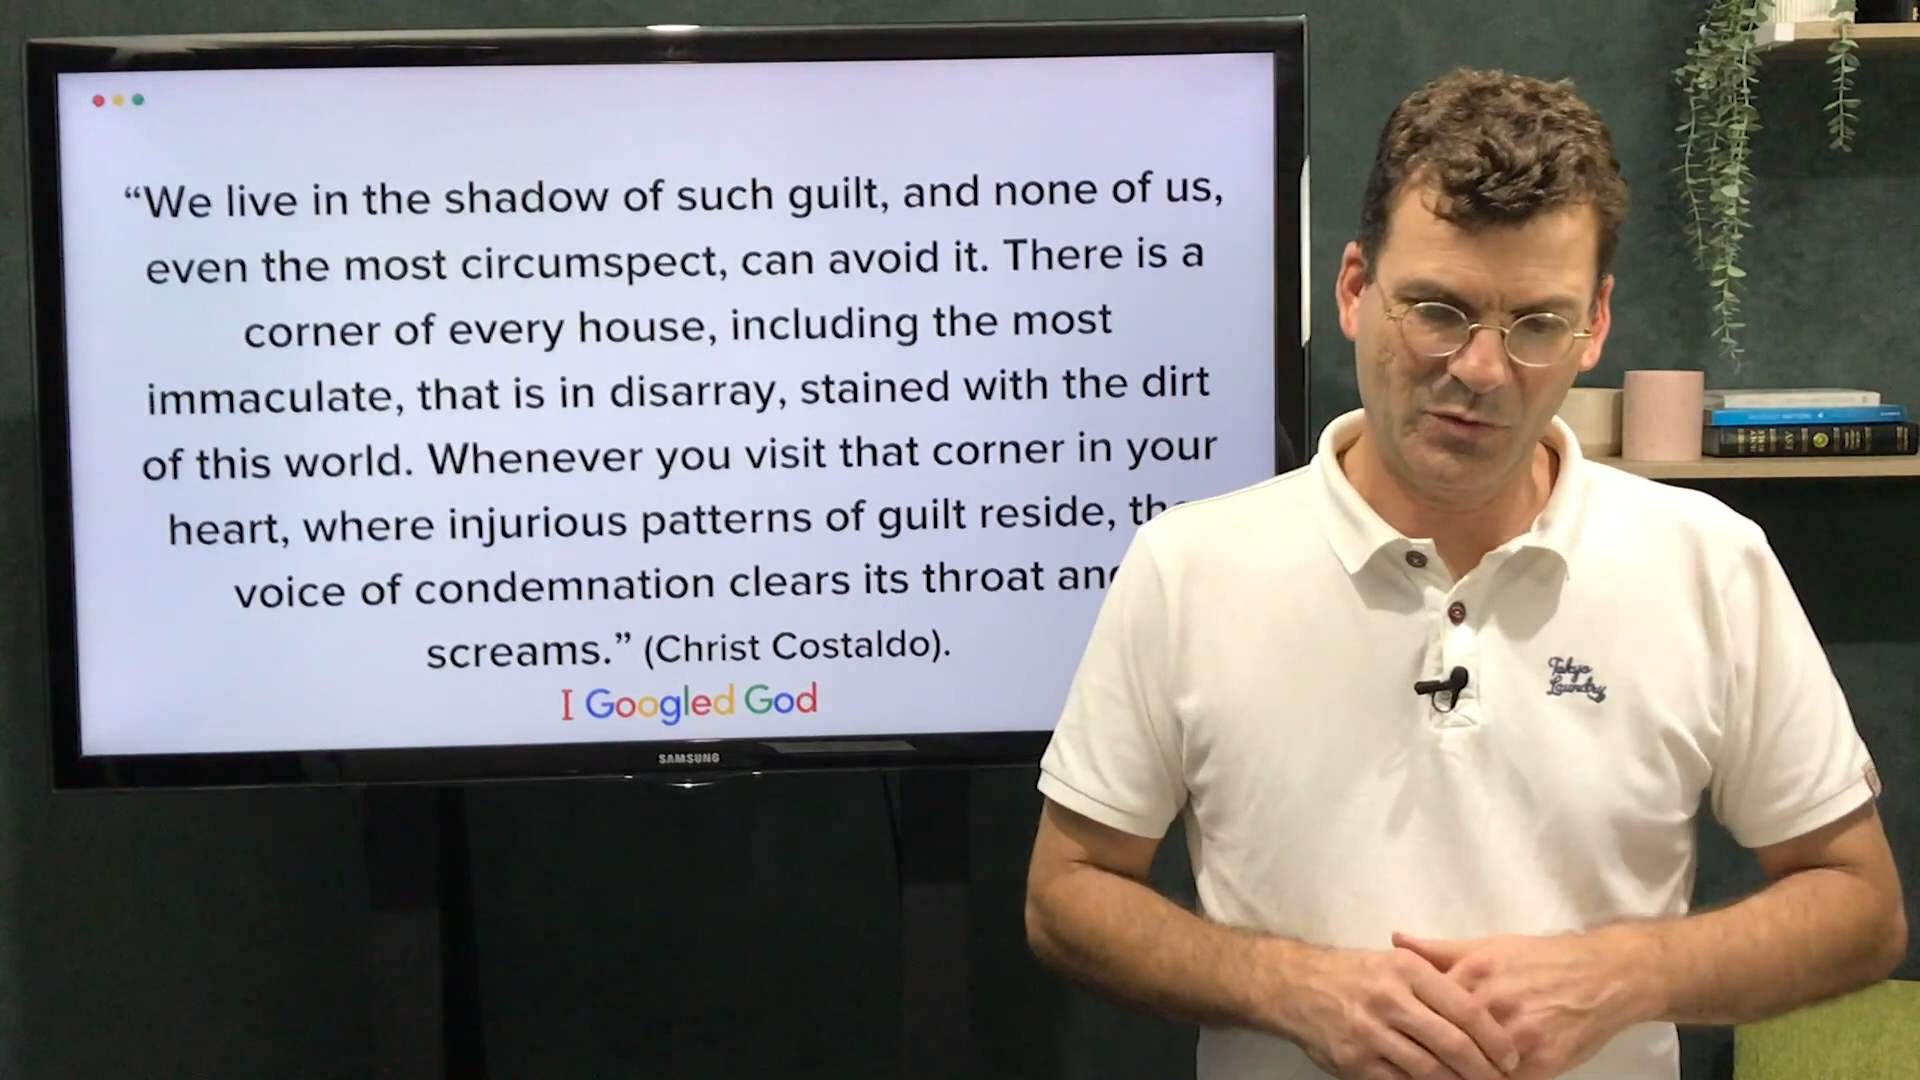 “We live in the shadow of such guilt, and none of us,
even the most circumspect, can avoid it. There is a
corner of every house, including the most
immaculate, that is in disarray, stained with the dirt
of this world. Whenever you visit that corner in your
heart, where injurious patterns of guilt reside,
voice of condemnation clears its throat
screams.” (Christ Costaldo).
I Googled God
SAMSUNG
Tokyo
Laundry